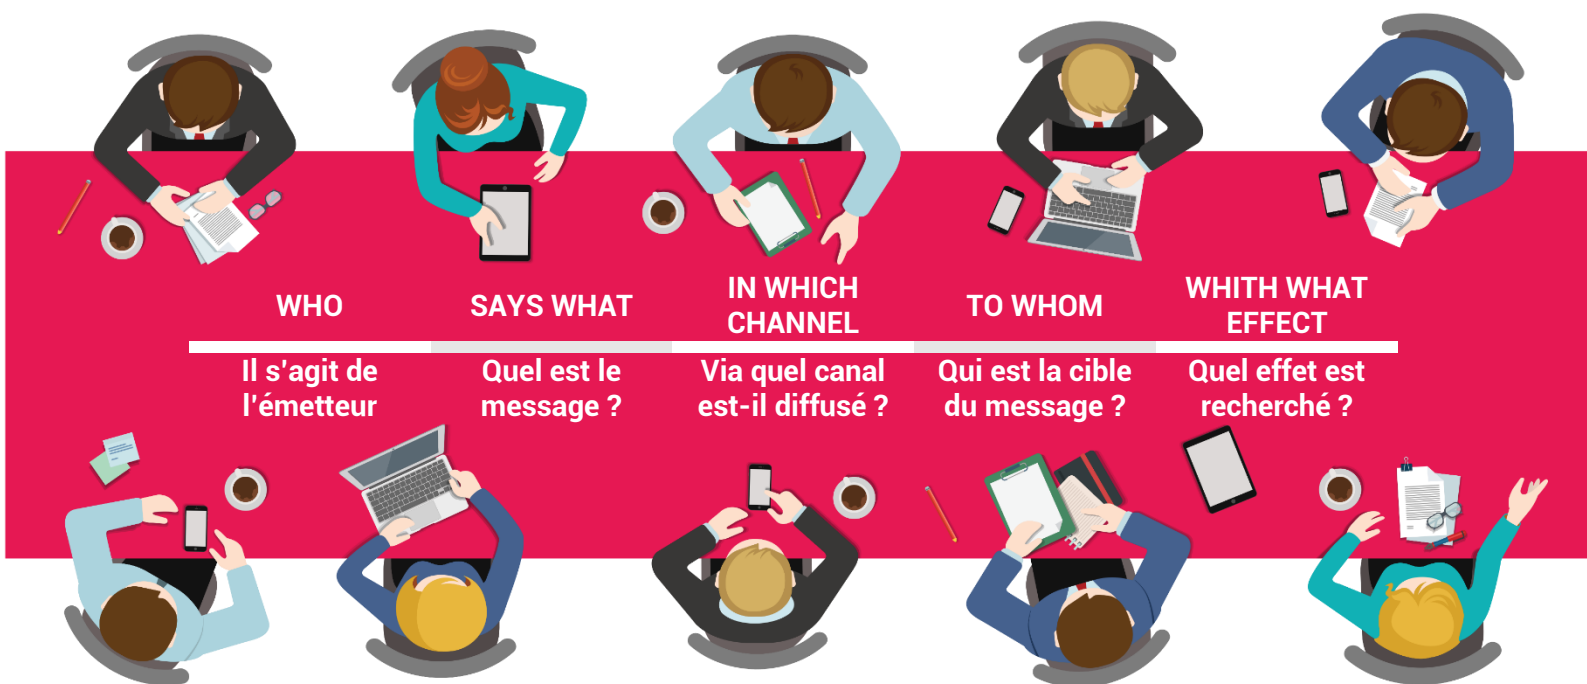 WHO
Il s'agit de
l'émetteur
SAYS WHAT
Quel est le
message ?
IN WHICH
CHANNEL
Via quel canal
est-il diffusé ?
TO WHOM
Qui est la cible
du message ?
WHITH WHAT
EFFECT
Quel effet est
recherché ?